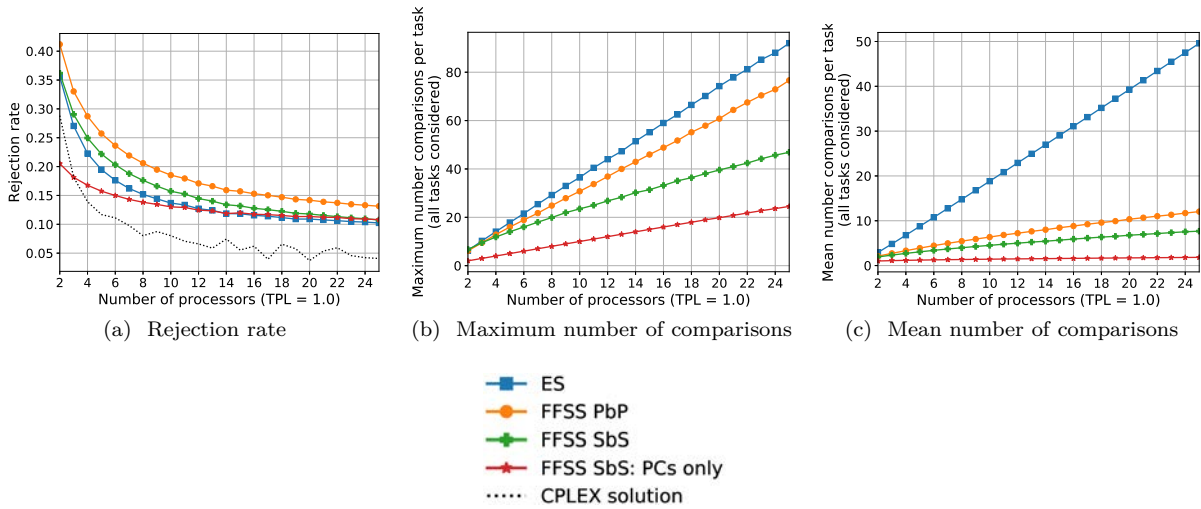 Rejection rate
0.40
0.35
0.30
0.25
0.20
0.15
0.10
0.05
2 4 6 8 10 12 14 16 18 20 22 24
Number of processors (TPL = 1.0)
(a) Rejection rate
Maximum number comparisons per task
(all tasks considered)
80
60
40
20
0
2 4 6 8 10 12 14 16 18 20 22 24
Number of processors (TPL = 1.0)
(b) Maximum number of comparisons
Mean number comparisons per task
(all tasks considered)
50
40
30
20
10
0
2 4 6 8 10 12 14 16 18 20 22 24
Number of processors (TPL = 1.0)
(c) Mean number of comparisons
ES
FFSS PbP
FFSS SbS
FFSS SbS: PCs only
CPLEX solution